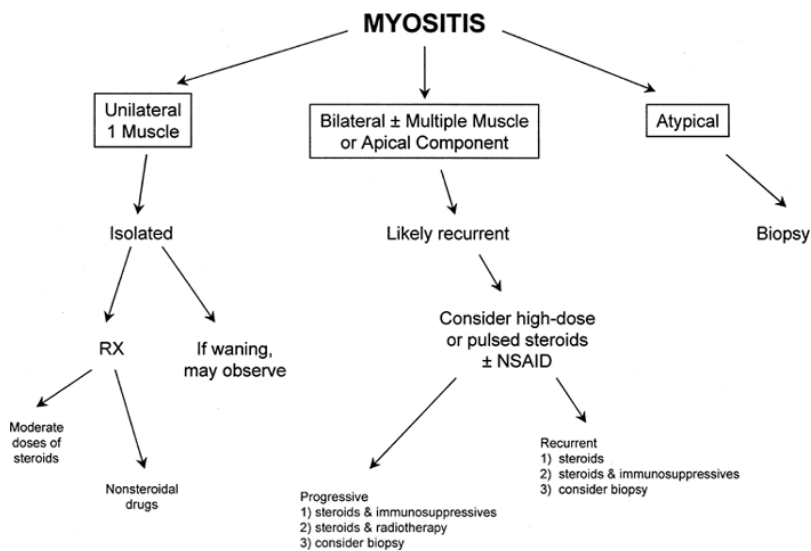 MYOSITIS
Unilateral
1 Muscle
Bilateral ± Multiple Muscle
or Apical Component
Atypical
Isolated
Likely recurrent
Biopsy
RX
If waning,
may observe
Consider high-dose
or pulsed steroids
± NSAID
Moderate
doses of
steroids
Nonsteroidal
drugs
Progressive
1) steroids & immunosuppressives
2) steroids & radiotherapy
3) consider biopsy
Recurrent
1) steroids
2) steroids & immunosuppressives
3) consider biopsy